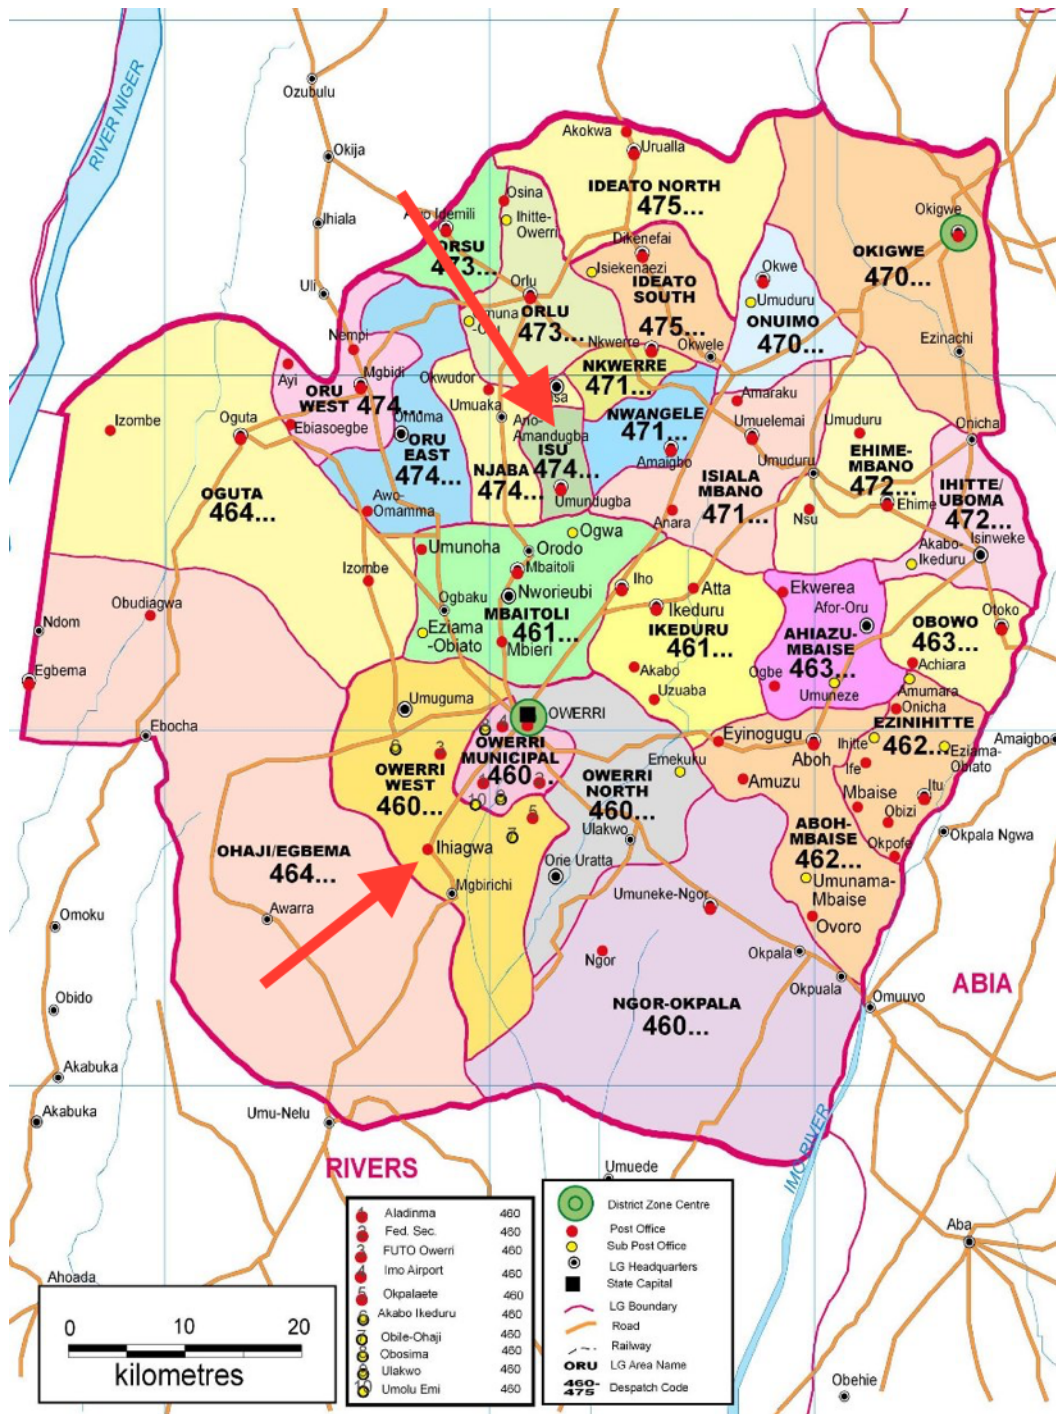 RIVER NIGER
Ozubulu
Okija
Ihiala
Uli
Akokwa
Urualla
IDEATO NORTH
475...
Osina
Ihitte-
Owerri
Idemili
ORSU
473...
Dikenefai
Isiekenaezi
IDEATO
SOUTH
475...
Okigwe
OKIGWE
470...
Okwe
Umuduru
ONUIMO
470...
Ezinachi
Orlu
ORLU
473...
Nkwerre
Okwele
NKWERRE
471...
Nempi
Mgbidi
Ayi
ORU
WEST
474...
Ebiasoegbe
Omuma
ORU
EAST
474...
Okwudor
Umuaka
Amandugba
ISU
474...
Umundugba
NJABA
474...
NWANGELE
471...
Amaigbo
Amaraku
Umuelemai
Umuduru
ISIALA
MBANO
471...
Anara
Umuduru
EHIME-
MBANO
472...
Ehime
Nsu
Onicha
IHITTE/
UBOMA
472...
Isinweke
Akabo-
Ikeduru
Izombe
Oguta
OGUTA
464...
Awo-
Omamma
Umunoha
Izombe
Ogwa
Orodo
Mbaitoli
Nworieubi
MBAITOLI
461...
Mbieri
Ogbaku
Eziama
-Obiato
Iho
Atta
Ikeduru
IKEDURU
461...
Akabo
Uzuaba
Ekwerea
Afor-Oru
AHIAZU-
MBAISE
463...
Ogbe
Umuneze
Otoko
OBOWO
463...
Achiara
Amumara
Onicha
EZINIHITTE
462...
Ihitte
Ife
Eziama-
Obiato
Itu
Mbaise
Obizi
Okpofe
Amaigbo
Okpala Ngwa
Obudiagwa
Ndom
Egbema
Ebocha
Umuguma
OWERRI
OWERRI
MUNICIPAL
460...
OWERRI
WEST
460...
OWERRI
NORTH
460...
Emekuku
Ulakwo
Orie Uratta
Eyinogugu
Aboh
Amuzu
ABOH-
MBAISE
462...
Umunama-
Mbaise
Ovoro
OHAJI/EGBEMA
464...
Awarra
Ihiagwa
Mgbirichi
Umuneke-Ngor
Ngor
NGOR-OKPALA
460...
Okpala
Okpuala
Omuuvo
ABIA
Omoku
Obido
Akabuka
Akabuka
Umu-Nelu
RIVERS
IMO RIVER
Umuede
Aba
Ahoada
Obehie
0 10 20
kilometres
1 Aladinma 460
2 Fed. Sec. 460
3 FUTO Owerri 460
4 Imo Airport 460
5 Okpalaete 460
6 Akabo Ikeduru 460
7 Obile-Ohaji 460
8 Obosima 460
9 Ulakwo 460
10 Umolu Emi 460
District Zone Centre
Post Office
Sub Post Office
LG Headquarters
State Capital
LG Boundary
Road
Railway
ORU LG Area Name
460-
475 Despatch Code